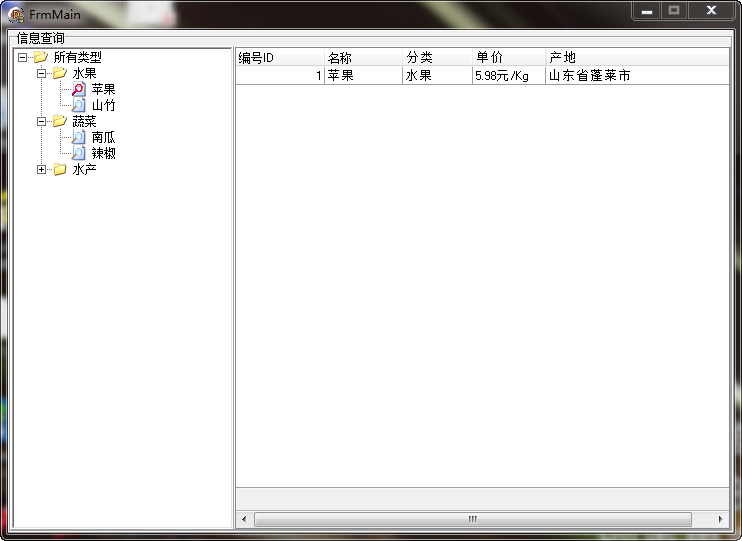 FrmMain
信息查询
所有类型
水果
苹果
山竹
蔬菜
南瓜
辣椒
水产
编号ID 名称 分类 单价 产地
1 苹果 水果 5.98元/Kg 山东省蓬莱市